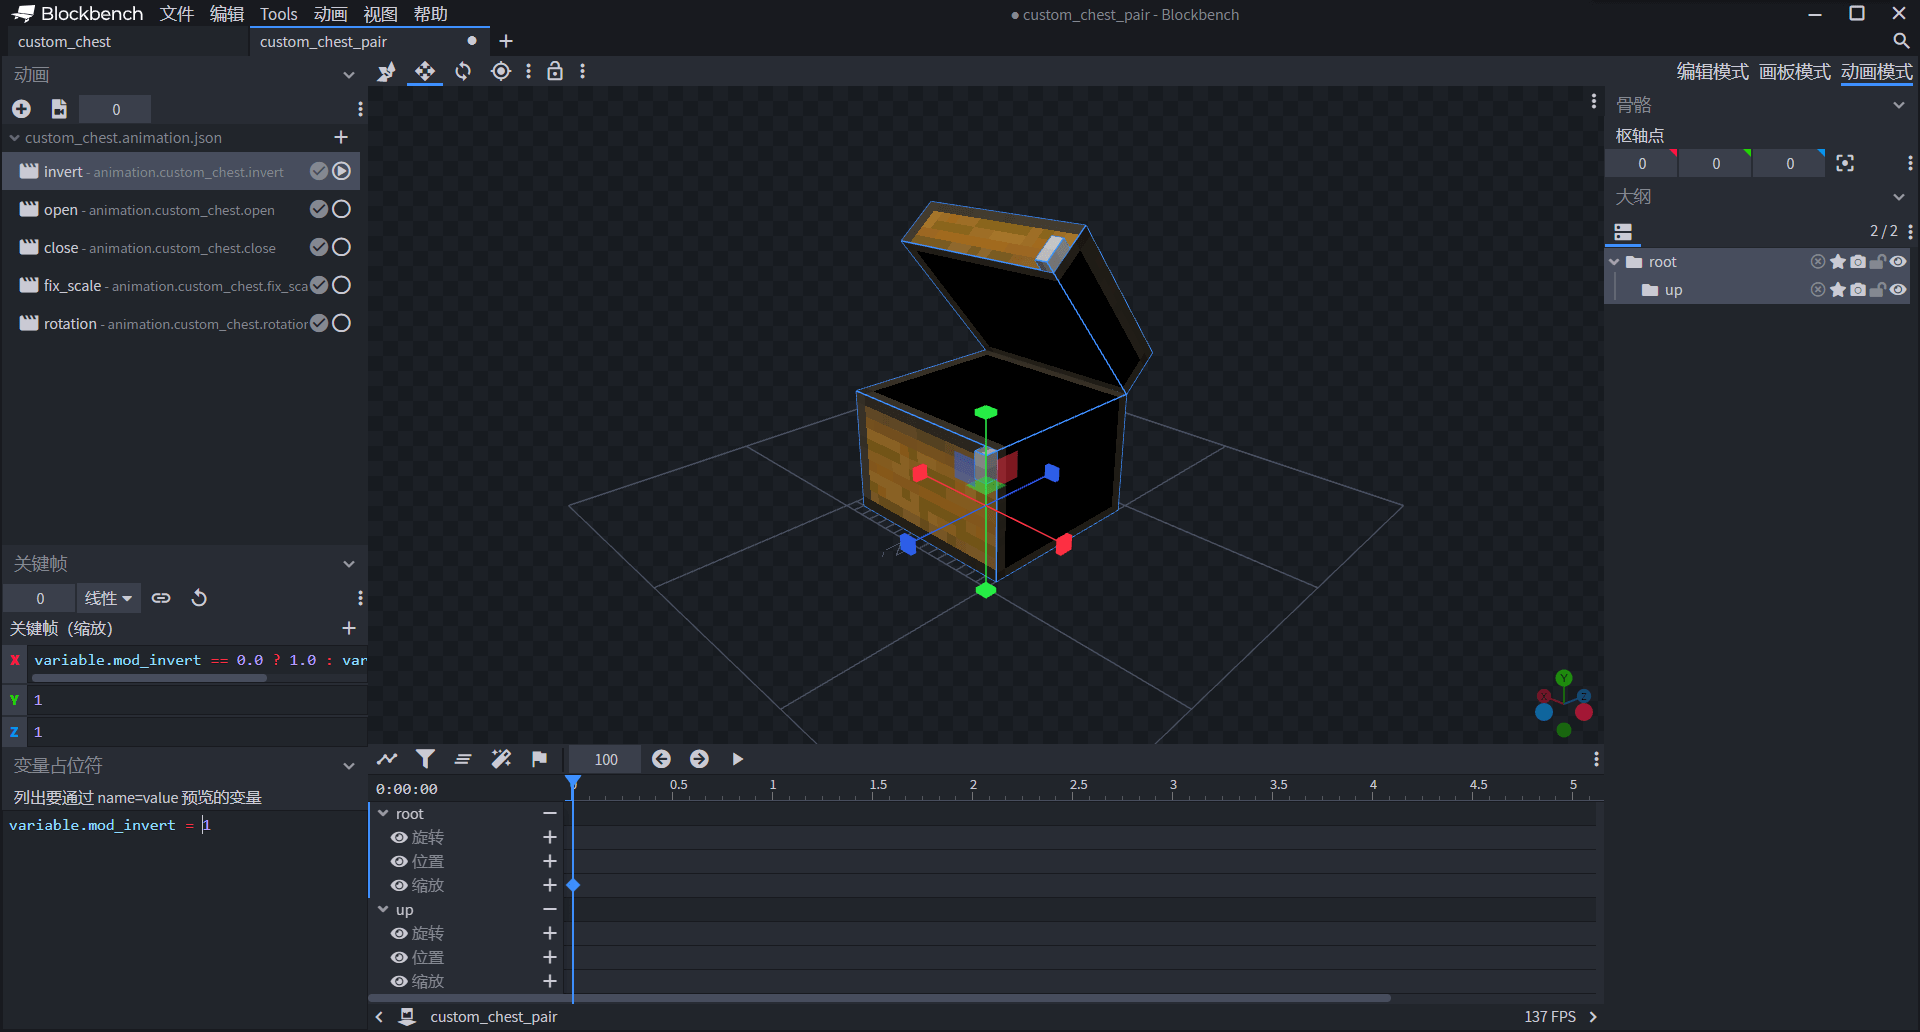 Blockbench 文件 编辑 Tools 动画 视图 帮助
custom_chest_pair - Blockbench
custom_chest
custom_chest_pair
动画
编辑模式 画板模式 动画模式
0
custom_chest.animation.json
invert - animation.custom_chest.invert
open - animation.custom_chest.open
close - animation.custom_chest.close
fix_scale - animation.custom_chest.fix_sca
rotation - animation.custom_chest.rotation
关键帧
0 线性
关键帧（缩放）
X variable.mod_invert == 0.0 ? 1.0 : var
Y 1
Z 1
变量占位符
列出要通过 name=value 预览的变量
variable.mod_invert = 1
骨骼
枢轴点
0 0 0
大纲
2 / 2
root
up
Y
100
0:00:00 0 0.5 1 1.5 2 2.5 3 3.5 4 4.5 5
root
旋转
位置
缩放
up
旋转
位置
缩放
custom_chest_pair
137 FPS